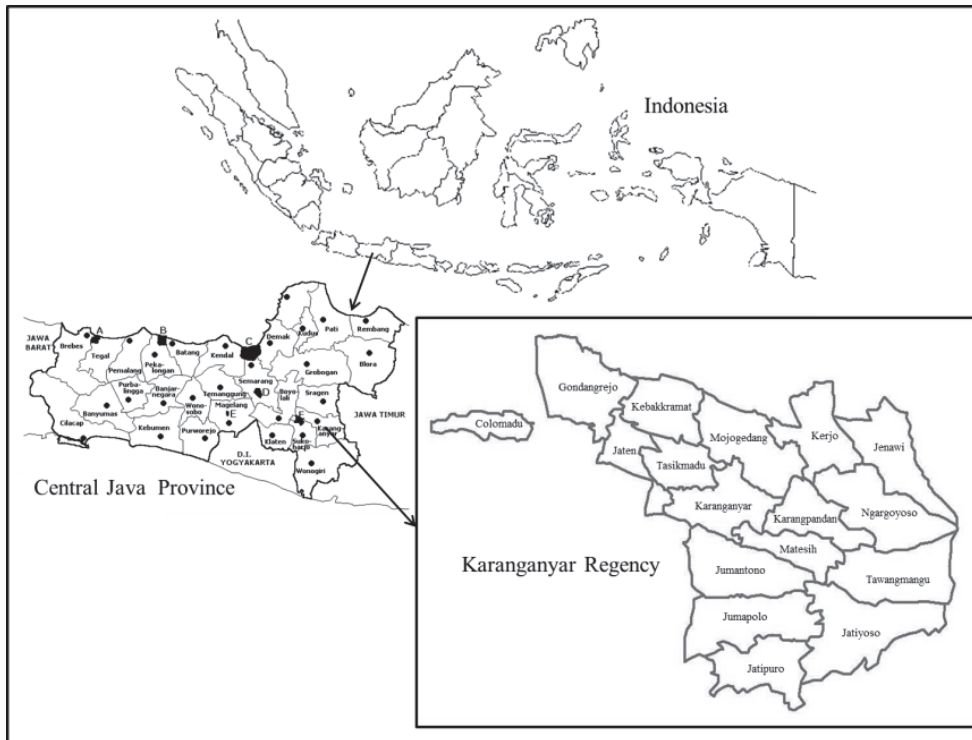 Indonesia
JAWA
BARAT
Brebes
A
Tegal
Pemalang
B
Peka-
longan
Batang
Kendal
C
Demak
Kudus
Pati
Rembang
Blora
Grobogan
Semarang
D
Boyo-
lali
Sragen
JAWA TIMUR
Purba-
lingga
Banjar-
negara
Wono-
sobo
Temanggung
Magelang
E
F
Karang
anyar
Banyumas
Cilacap
Kebumen
Purworejo
Klaten
Suko-
harjo
D.I.
YOGYAKARTA
Wonogiri
Central Java Province
Gondangrejo
Colomadu
Kebakkramat
Mojogedang
Kerjo
Jenawi
Jaten
Tasikmadu
Karanganyar
Karangpandan
Ngargoyoso
Matesih
Karanganyar Regency
Jumantono
Tawangmangu
Jumapolo
Jatiyoso
Jatipuro